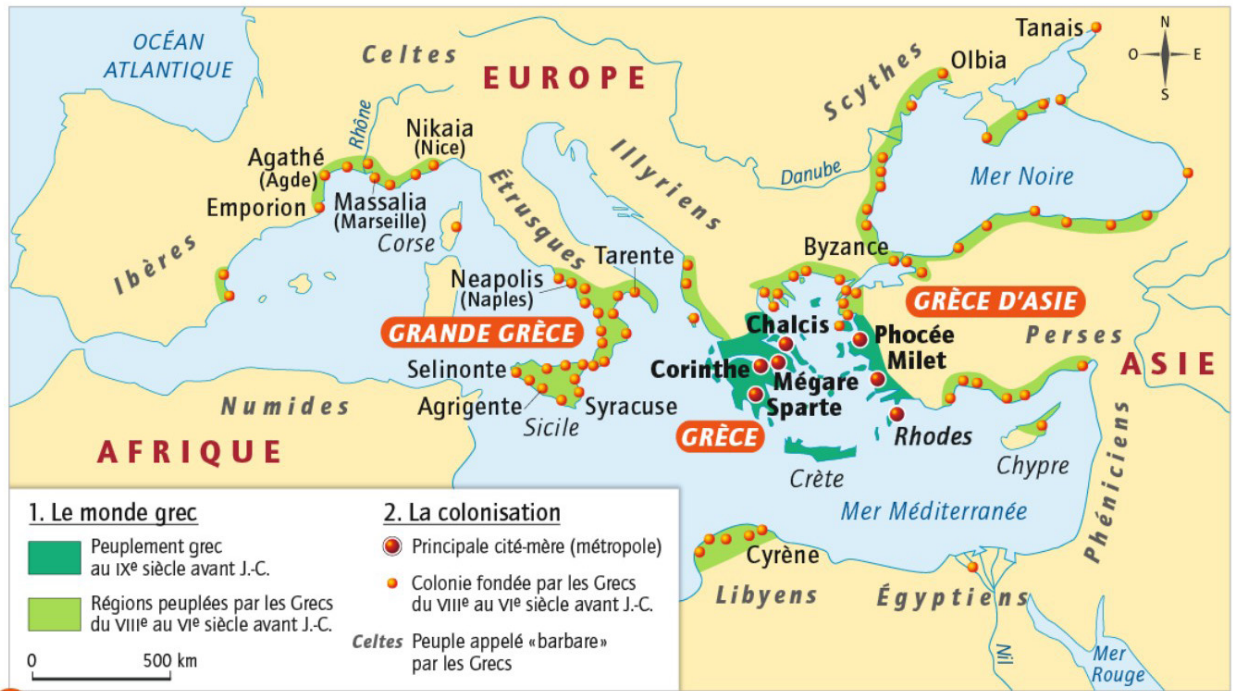 OCÉAN
ATLANTIQUE
Celtes
EUROPE
Scythes
Tanais
Olbia
N
O
E
S
Rhône
Nikaia
(Nice)
Agathé
(Agde)
Emporion
Massalia
(Marseille)
Corse
Étrusques
Illyriens
Danube
Mer Noire
Ibères
Neapolis
(Naples)
Tarente
Byzance
GRANDE GRÈCE
GRÈCE D'ASIE
Chalcis
Phocée
Milet
Perses
ASIE
Selinonte
Corinthe
Mégare
Sparte
Numides
Agrigente
Sicile
Syracuse
GRÈCE
Rhodes
AFRIQUE
Crète
Chypre
Phéniciens
Mer Méditerranée
Cyrène
Libyens
Égyptiens
Nil
Mer
Rouge
1. Le monde grec
Peuplement grec
au IXe siècle avant J.-C.
Régions peuplées par les Grecs
du VIIIe au VIe siècle avant J.-C.
0 500 km
2. La colonisation
Principale cité-mère (métropole)
Colonie fondée par les Grecs
du VIIIe au VIe siècle avant J.-C.
Celtes Peuple appelé «barbare»
par les Grecs